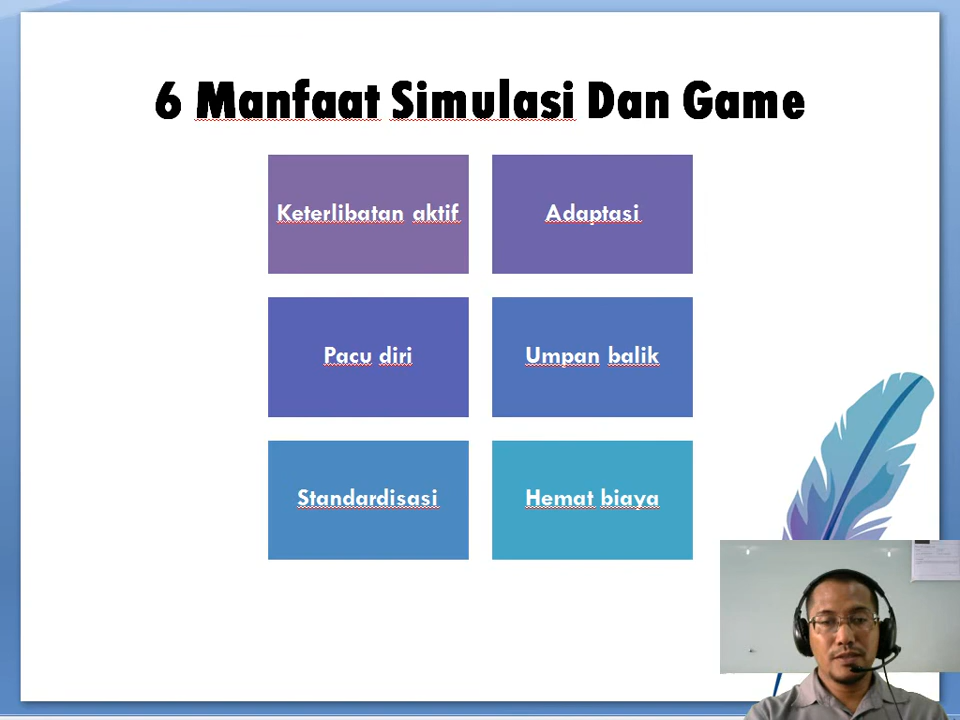 6 Manfaat Simulasi Dan Game
Keterlibatan aktif
Adaptasi
Pacu diri
Umpan balik
Standardisasi
Hemat biaya